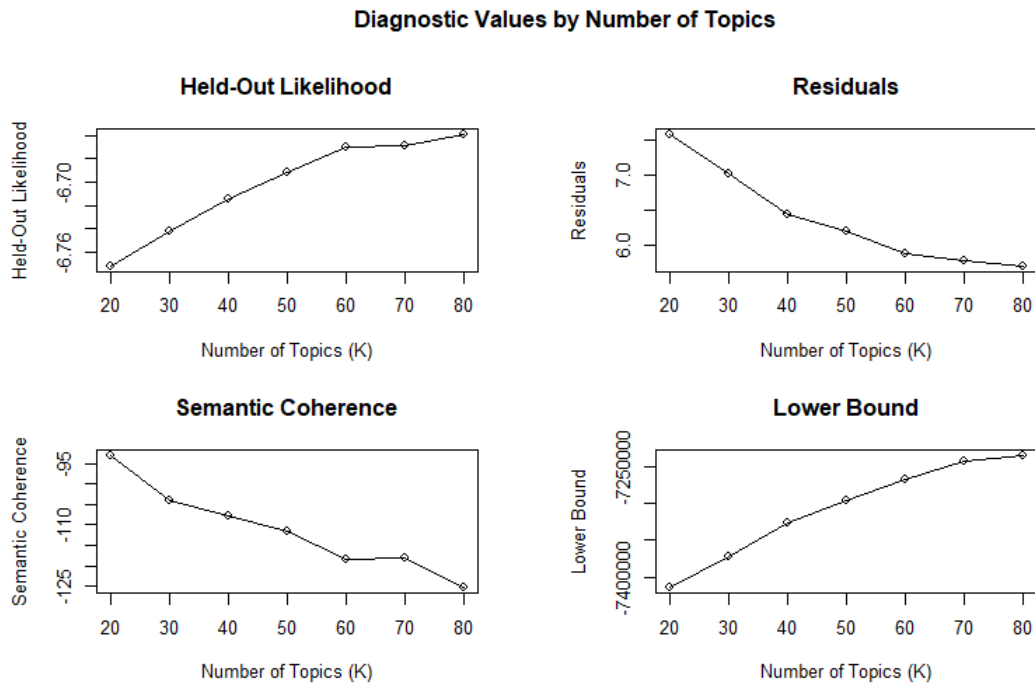 Diagnostic Values by Number of Topics
Held-Out Likelihood
Held-Out Likelihood
-6.70
-6.76
20 30 40 50 60 70 80
Number of Topics (K)
Residuals
Residuals
7.0
6.0
20 30 40 50 60 70 80
Number of Topics (K)
Semantic Coherence
Semantic Coherence
-95
-110
-125
20 30 40 50 60 70 80
Number of Topics (K)
Lower Bound
Lower Bound
-7250000
-7400000
20 30 40 50 60 70 80
Number of Topics (K)